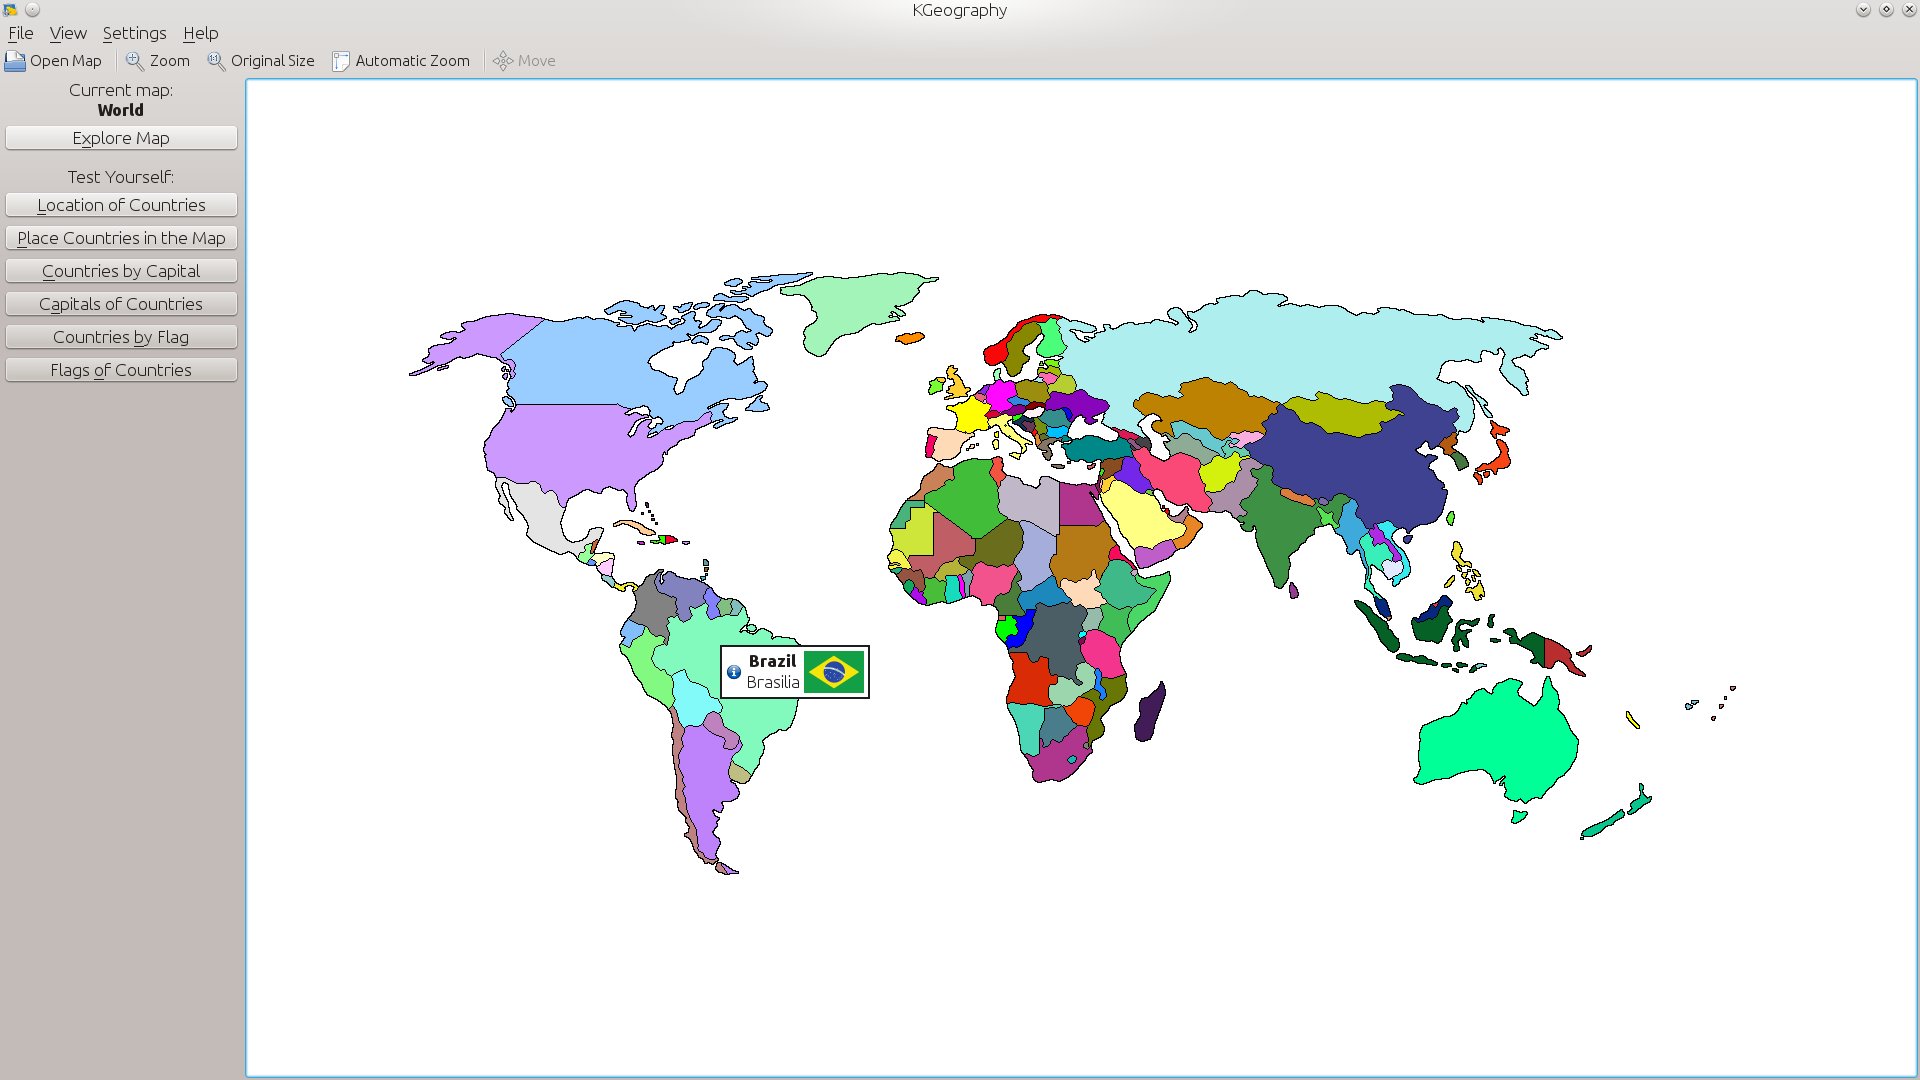 KGeography
File View Settings Help
Open Map Zoom Original Size Automatic Zoom Move
Current map:
World
Explore Map
Test Yourself:
Location of Countries
Place Countries in the Map
Countries by Capital
Capitals of Countries
Countries by Flag
Flags of Countries
Brazil
Brasilia